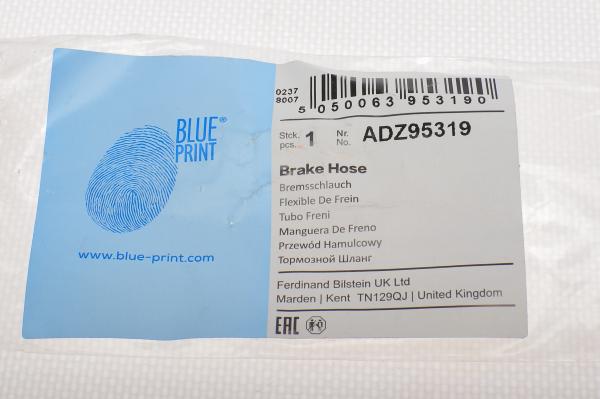 BLUE®
PRINT
www.blue-print.com
0237
8007
5 050063 953190
Stck.
pcs. 1 Nr.
No. ADZ95319
Brake Hose
Bremsschlauch
Flexible De Frein
Tubo Freni
Manguera De Freno
Przewód Hamulcowy
Тормозной Шланг
Ferdinand Bilstein UK Ltd
Marden | Kent TN129QJ | United Kingdom
EAC